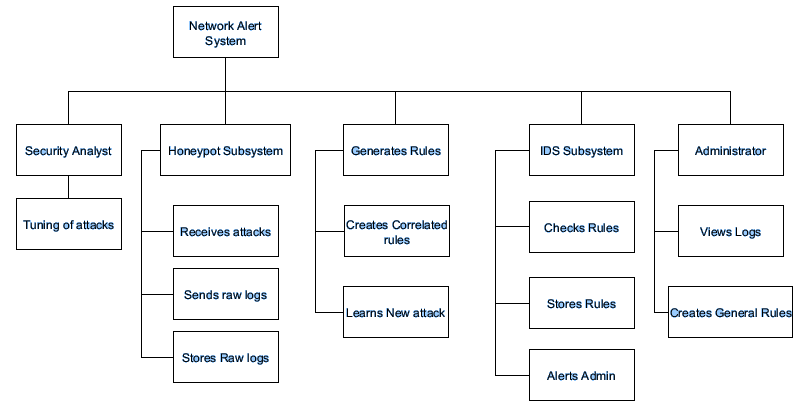 Network Alert
System
Security Analyst
Honeypot Subsystem
Generates Rules
IDS Subsystem
Administrator
Tuning of attacks
Receives attacks
Creates Correlated
rules
Checks Rules
Views Logs
Sends raw logs
Learns New attack
Stores Rules
Creates General Rules
Stores Raw logs
Alerts Admin